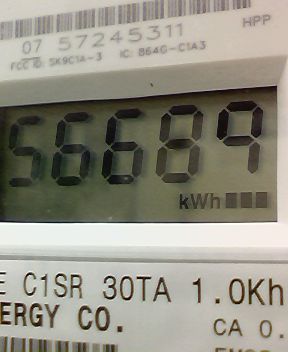 HPP
07 57245311
FCC ID: SK9C1A-3 IC: 864G-C1A3
56689
kWh
E C1SR 30TA 1.0Kh
ERGY CO.
CA 0.